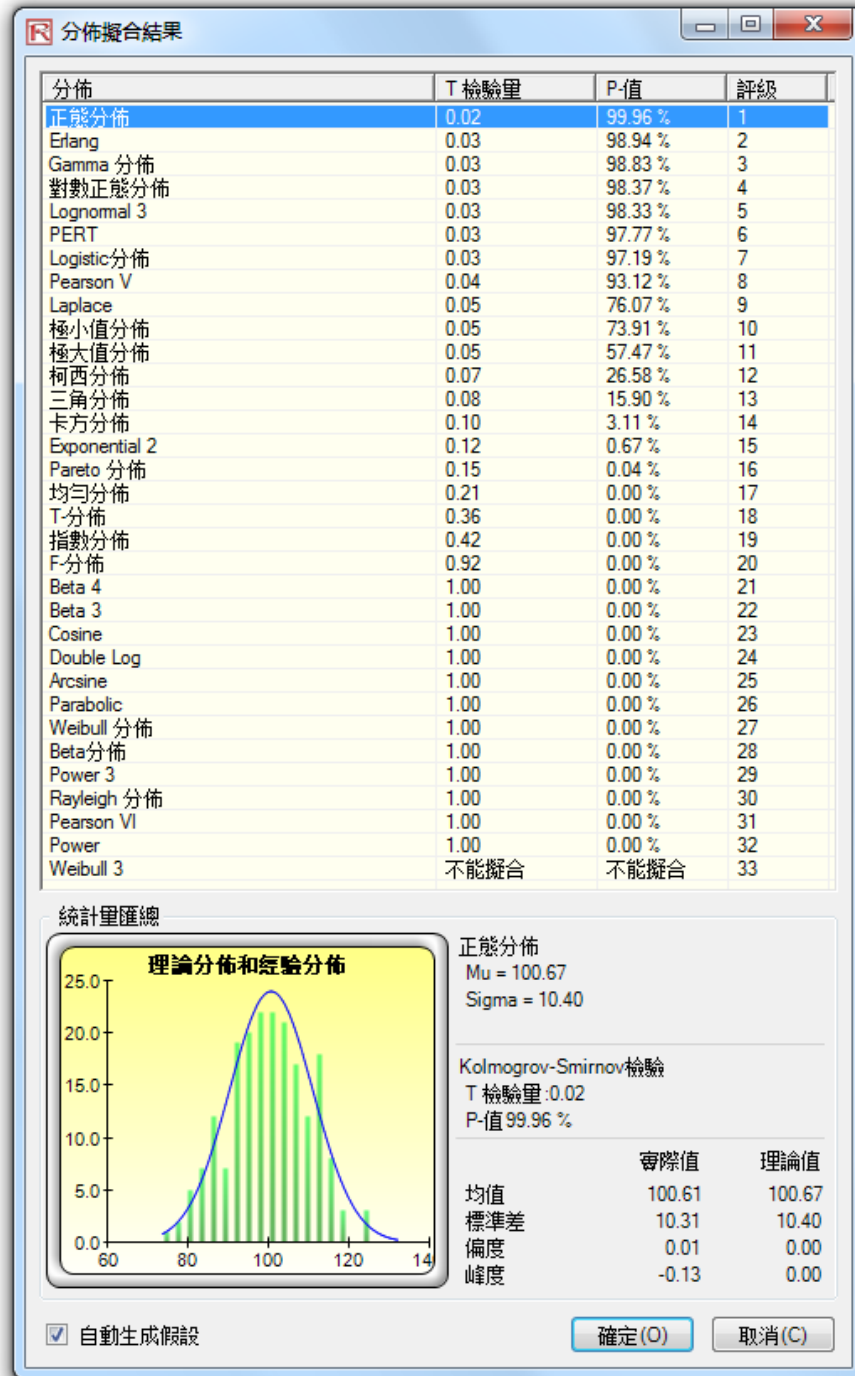 分佈擬合結果
分佈 T 檢驗量 P-值 評級
正態分佈 0.02 99.96 % 1
Erlang 0.03 98.94 % 2
Gamma 分佈 0.03 98.83 % 3
對數正態分佈 0.03 98.37 % 4
Lognormal 3 0.03 98.33 % 5
PERT 0.03 97.77 % 6
Logistic分佈 0.03 97.19 % 7
Pearson V 0.04 93.12 % 8
Laplace 0.05 76.07 % 9
極小值分佈 0.05 73.91 % 10
極大值分佈 0.05 57.47 % 11
柯西分佈 0.07 26.58 % 12
三角分佈 0.08 15.90 % 13
卡方分佈 0.10 3.11 % 14
Exponential 2 0.12 0.67 % 15
Pareto 分佈 0.15 0.04 % 16
均勻分佈 0.21 0.00 % 17
T-分佈 0.36 0.00 % 18
指數分佈 0.42 0.00 % 19
F-分佈 0.92 0.00 % 20
Beta 4 1.00 0.00 % 21
Beta 3 1.00 0.00 % 22
Cosine 1.00 0.00 % 23
Double Log 1.00 0.00 % 24
Arcsine 1.00 0.00 % 25
Parabolic 1.00 0.00 % 26
Weibull 分佈 1.00 0.00 % 27
Beta分佈 1.00 0.00 % 28
Power 3 1.00 0.00 % 29
Rayleigh 分佈 1.00 0.00 % 30
Pearson VI 1.00 0.00 % 31
Power 1.00 0.00 % 32
Weibull 3 不能擬合 不能擬合 33
統計量匯總
理論分佈和經驗分佈
25.0
20.0
15.0
10.0
5.0
0.0
60 80 100 120 14
正態分佈
Mu = 100.67
Sigma = 10.40
Kolmogrov-Smirnov檢驗
T 檢驗量:0.02
P-值 99.96 %
實際值 理論值
均值 100.61 100.67
標準差 10.31 10.40
偏度 0.01 0.00
峰度 -0.13 0.00
自動生成假設
確定(O) 取消(C)